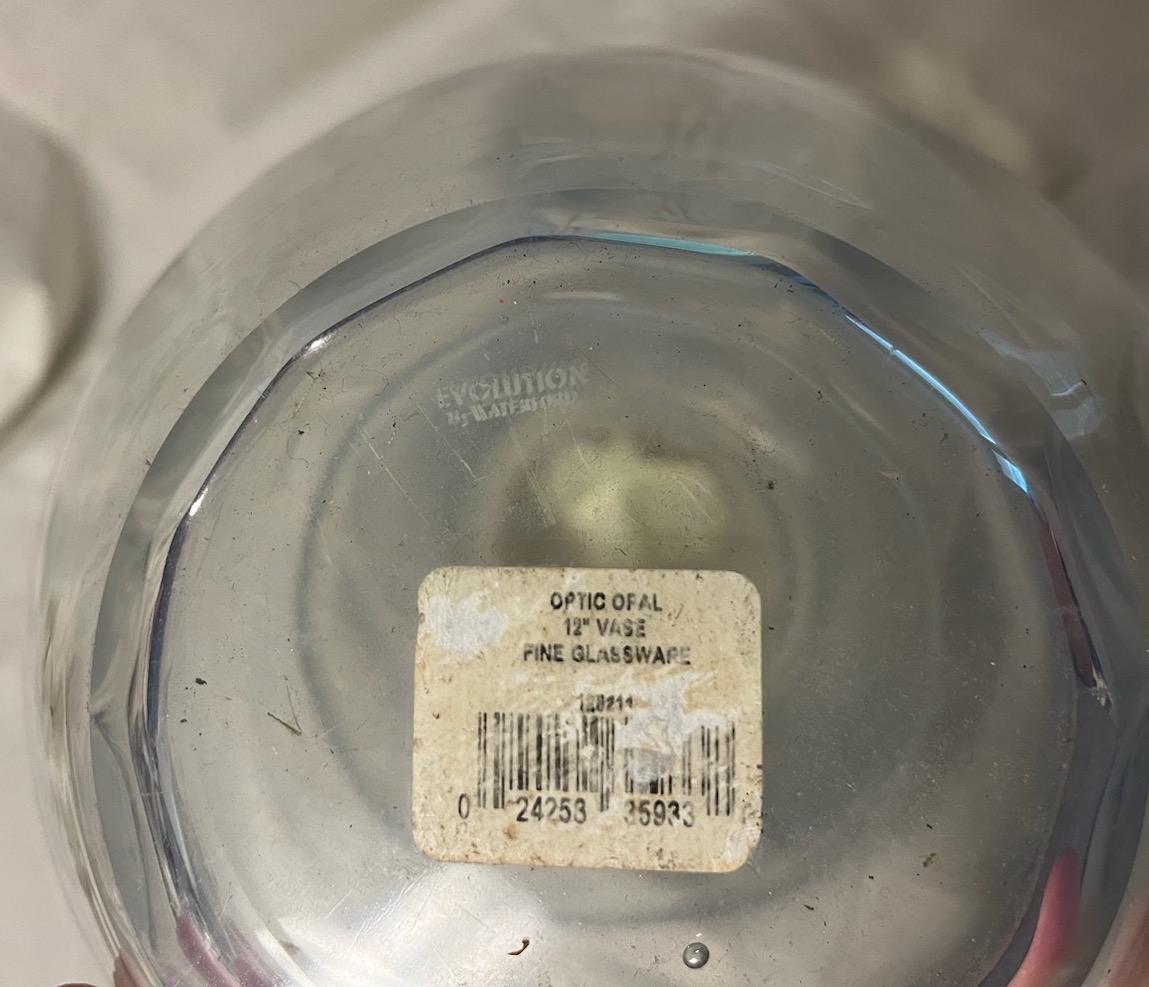 EVOLUTION
By WATERFORD
OPTIC OPAL
12" VASE
FINE GLASSWARE
0 24258 35933